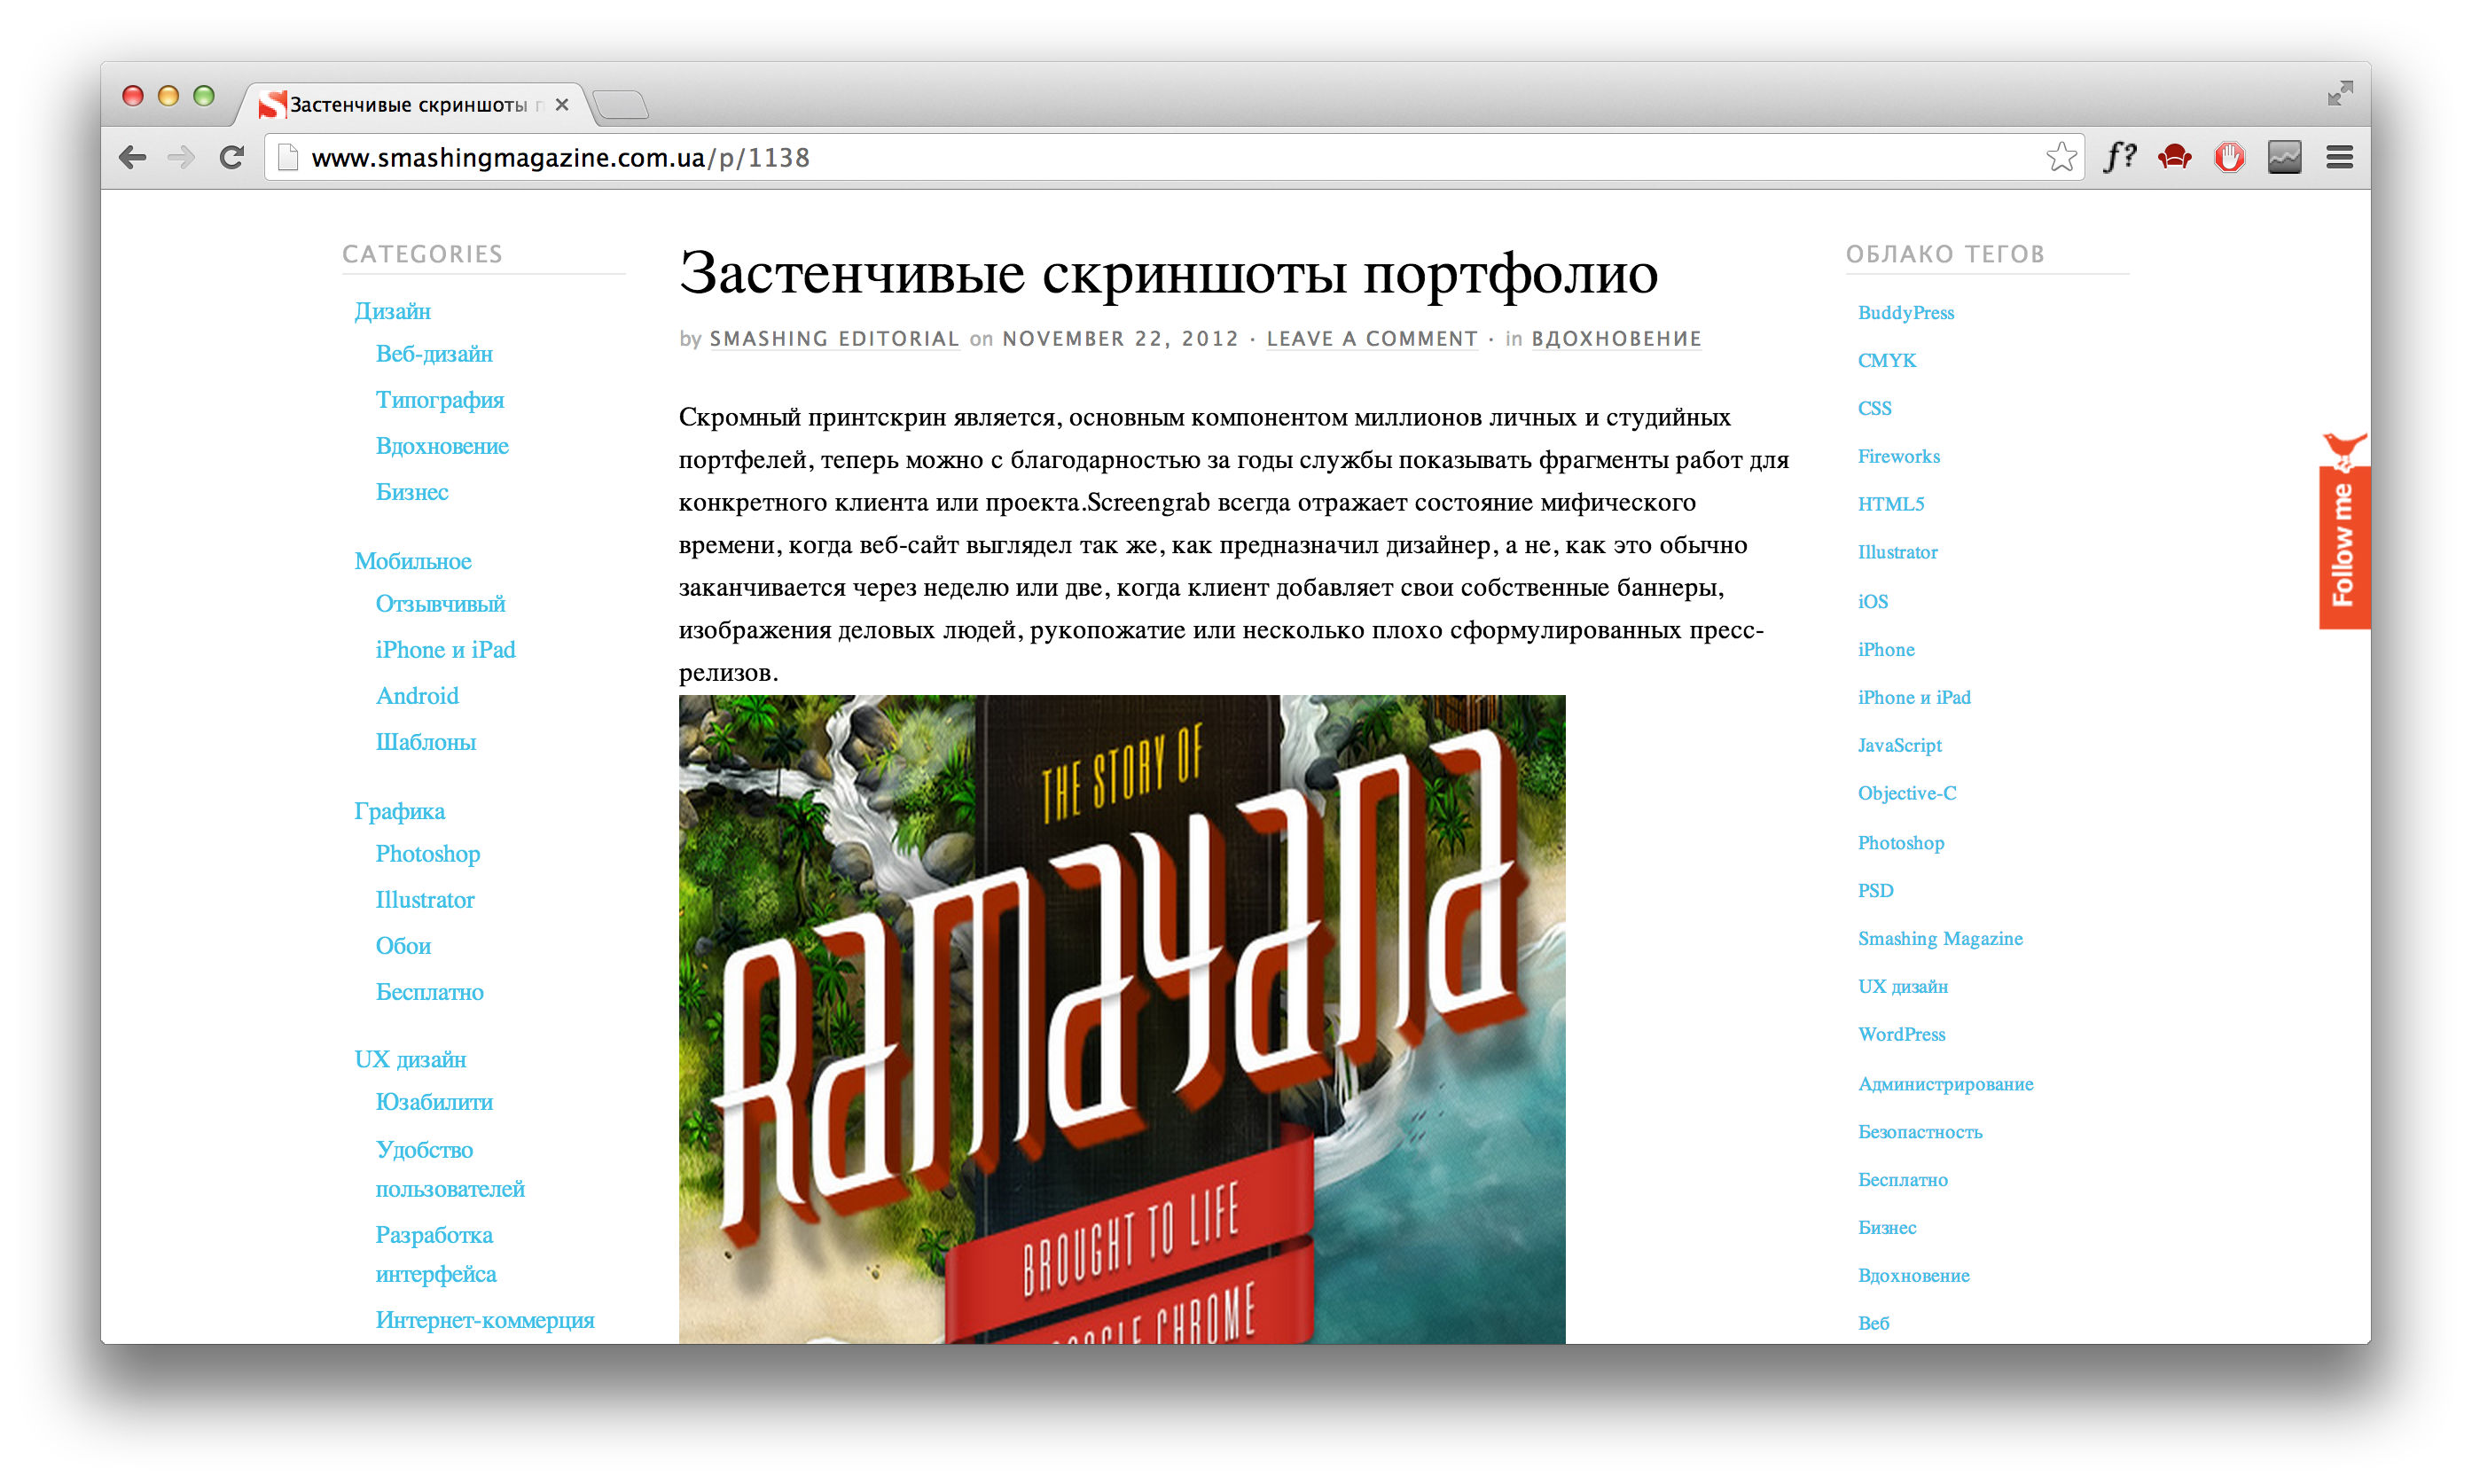 Застенчивые скриншоты п
www.smashingmagazine.com.ua/p/1138
f?
CATEGORIES
Дизайн
Веб-дизайн
Типография
Вдохновение
Бизнес
Мобильное
Отзывчивый
iPhone и iPad
Android
Шаблоны
Графика
Photoshop
Illustrator
Обои
Бесплатно
UX дизайн
Юзабилити
Удобство
пользователей
Разработка
интерфейса
Интернет-коммерция
Застенчивые скриншоты портфолио
by SMASHING EDITORIAL on NOVEMBER 22, 2012 · LEAVE A COMMENT · in ВДОХНОВЕНИЕ
Скромный принтскрин является, основным компонентом миллионов личных и студийных
портфелей, теперь можно с благодарностью за годы службы показывать фрагменты работ для
конкретного клиента или проекта.Screengrab всегда отражает состояние мифического
времени, когда веб-сайт выглядел так же, как предназначил дизайнер, а не, как это обычно
заканчивается через неделю или две, когда клиент добавляет свои собственные баннеры,
изображения деловых людей, рукопожатие или несколько плохо сформулированных пресс-
релизов.
THE STORY OF
RAMAYANA
BROUGHT TO LIFE
GOOGLE CHROME
ОБЛАКО ТЕГОВ
BuddyPress
CMYK
CSS
Fireworks
HTML5
Illustrator
iOS
iPhone
iPhone и iPad
JavaScript
Objective-C
Photoshop
PSD
Smashing Magazine
UX дизайн
WordPress
Администрирование
Безопастность
Бесплатно
Бизнес
Вдохновение
Веб
Follow me